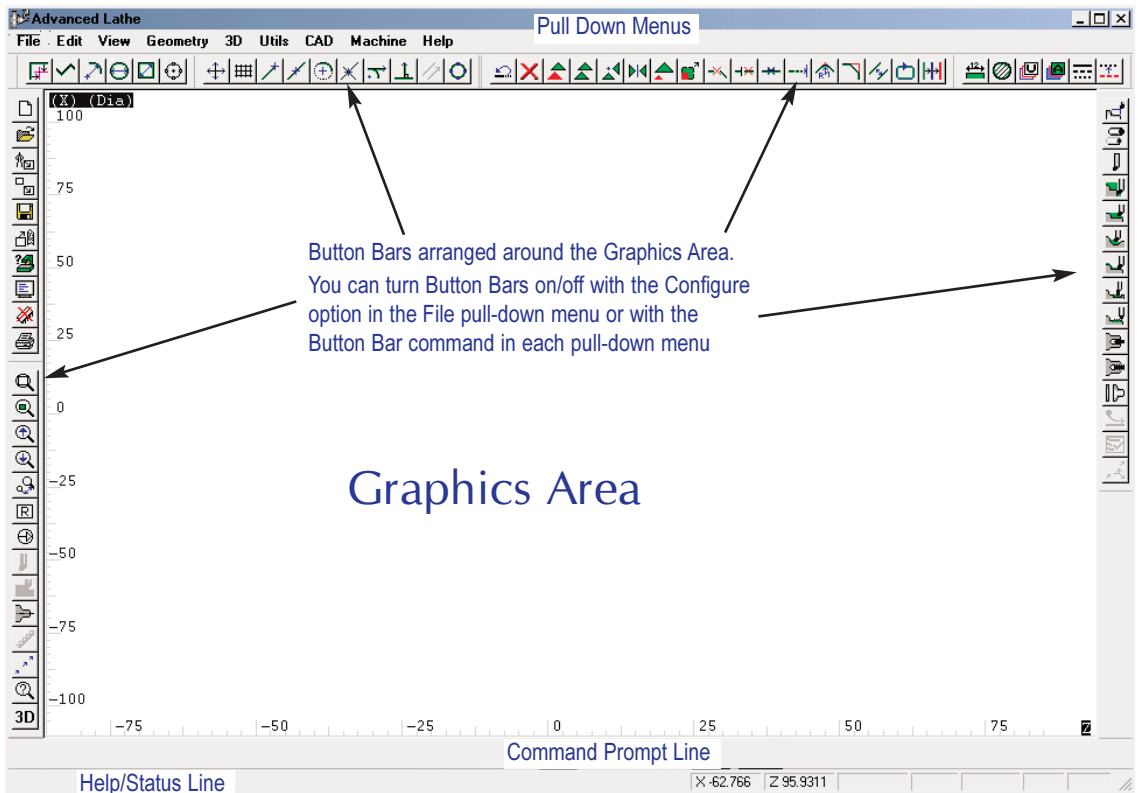 Advanced Lathe
Pull Down Menus
File Edit View Geometry 3D Utils CAD Machine Help
(X) (Dia)
100
75
50
25
0
-25
-50
-75
-100
Button Bars arranged around the Graphics Area.
You can turn Button Bars on/off with the Configure
option in the File pull-down menu or with the
Button Bar command in each pull-down menu
Graphics Area
R
3D
-75 -50 -25 0 25 50 75 Z
Command Prompt Line
Help/Status Line
X -62.766 Z 95.9311